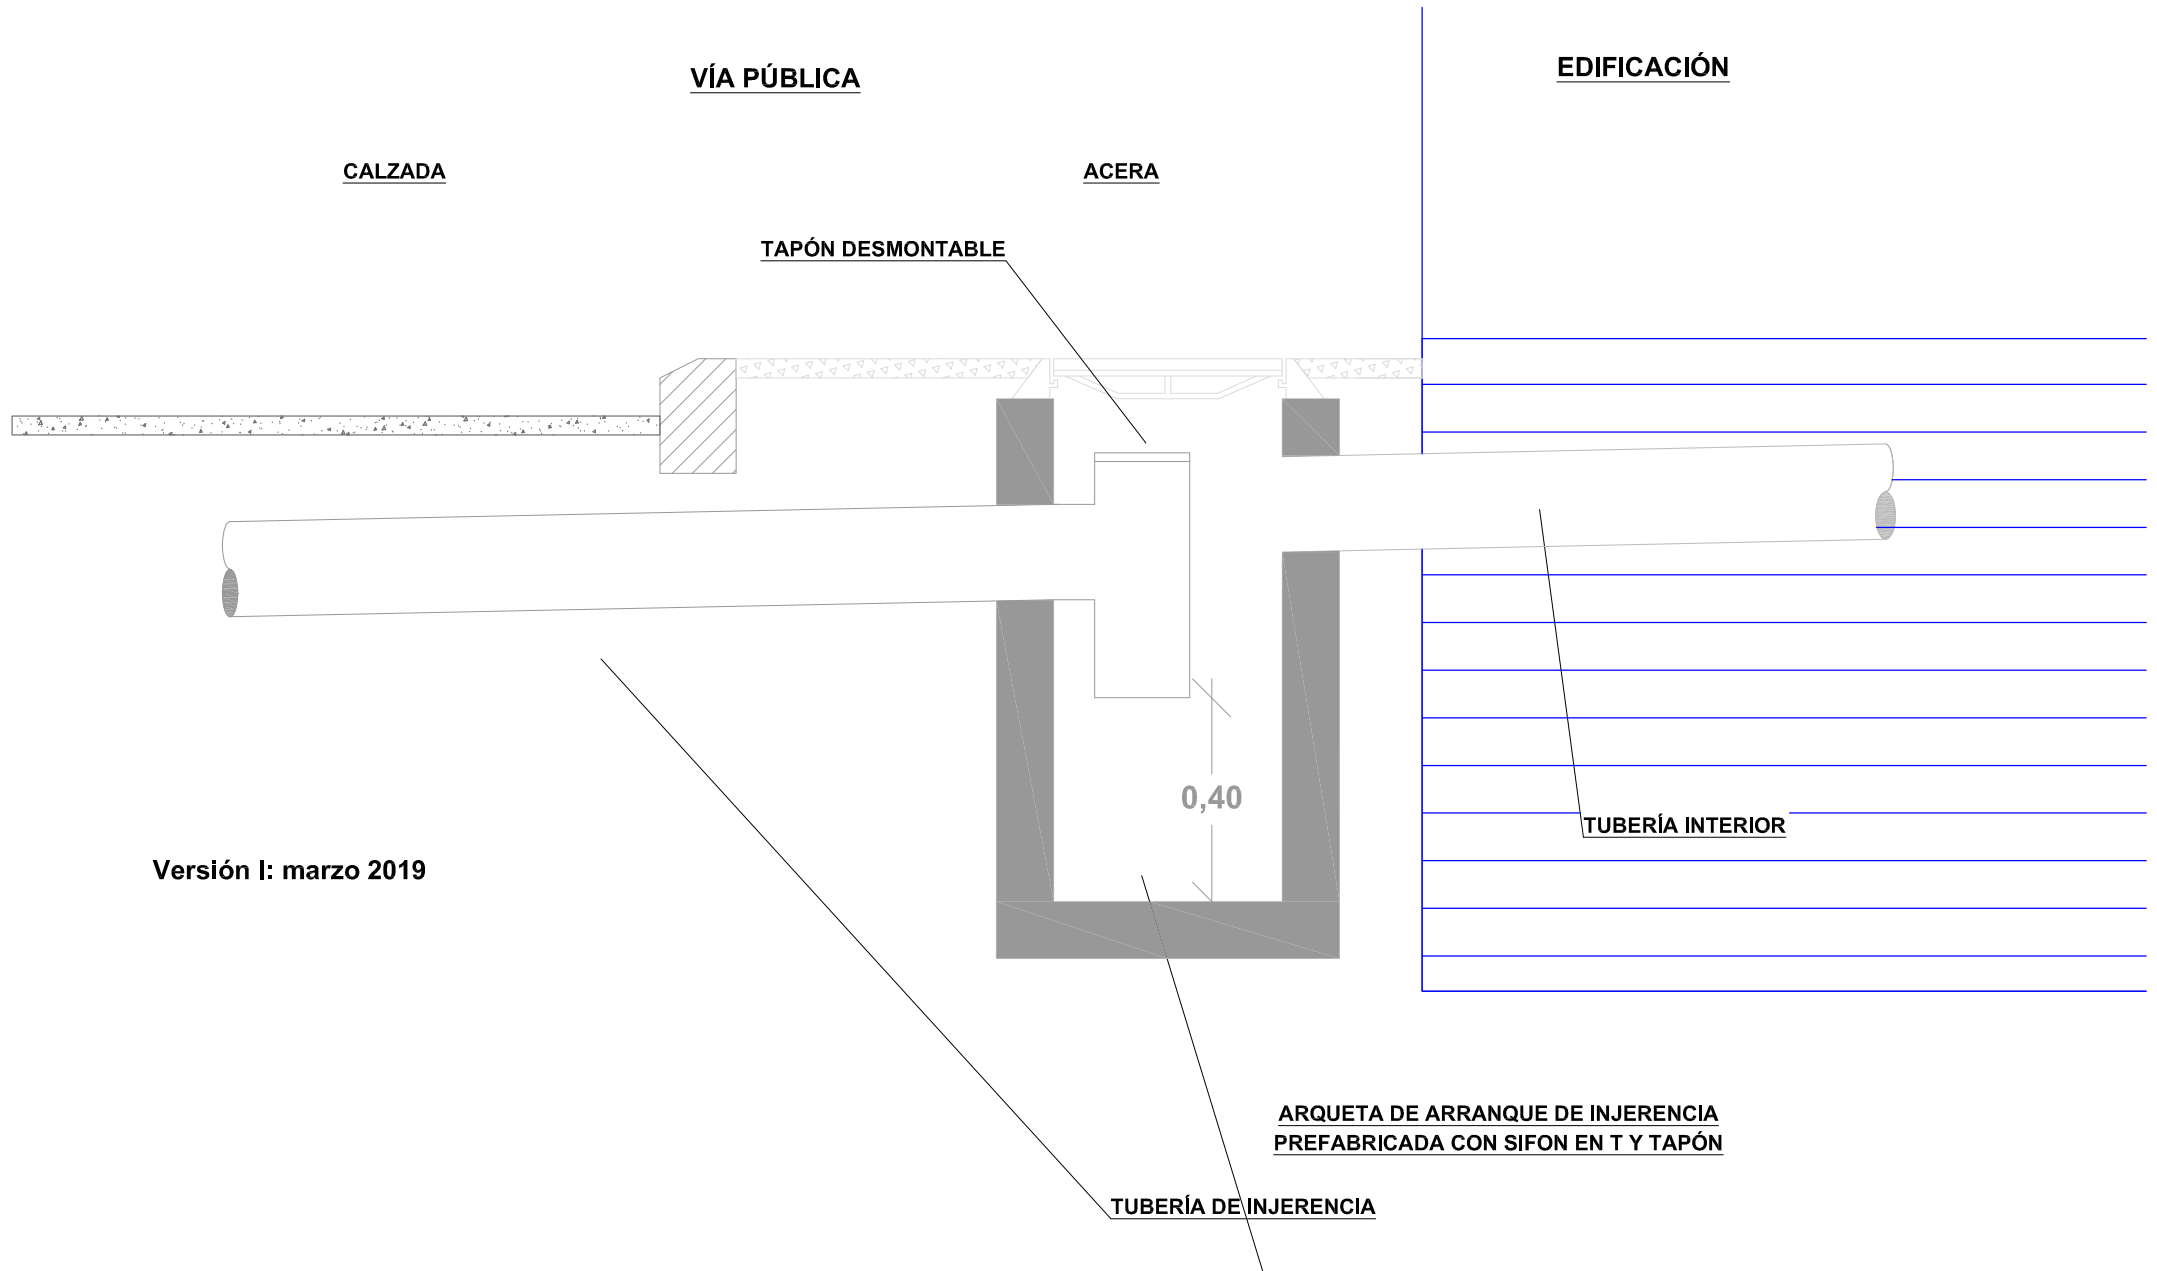 VÍA PÚBLICA
EDIFICACIÓN
CALZADA
ACERA
TAPÓN DESMONTABLE
0,40
TUBERÍA INTERIOR
Versión I: marzo 2019
ARQUETA DE ARRANQUE DE INJERENCIA
PREFABRICADA CON SIFON EN T Y TAPÓN
TUBERÍA DE INJERENCIA